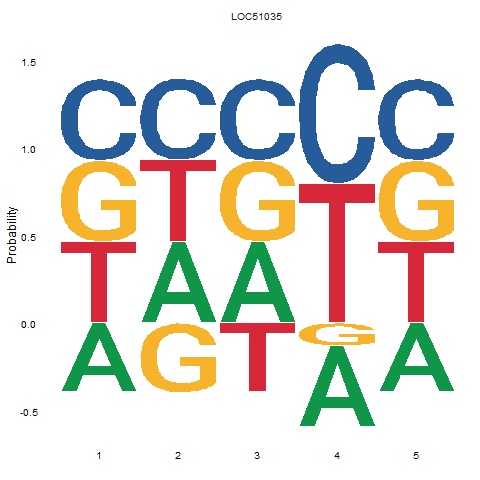 LOC51035
Probability
1.5
1.0
0.5
0.0
-0.5
C C C C C
G T G T G
T A A G T
A G T A A
1 2 3 4 5